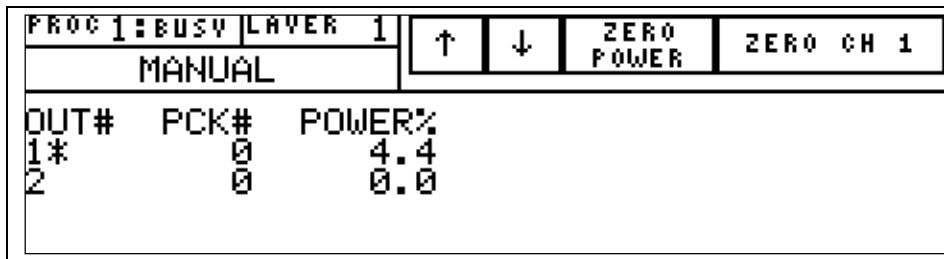 PROC 1:BUSY LAYER 1
↑ ↓ ZERO POWER ZERO CH 1
MANUAL
OUT# PCK# POWER%
1* 0 4.4
2 0 0.0